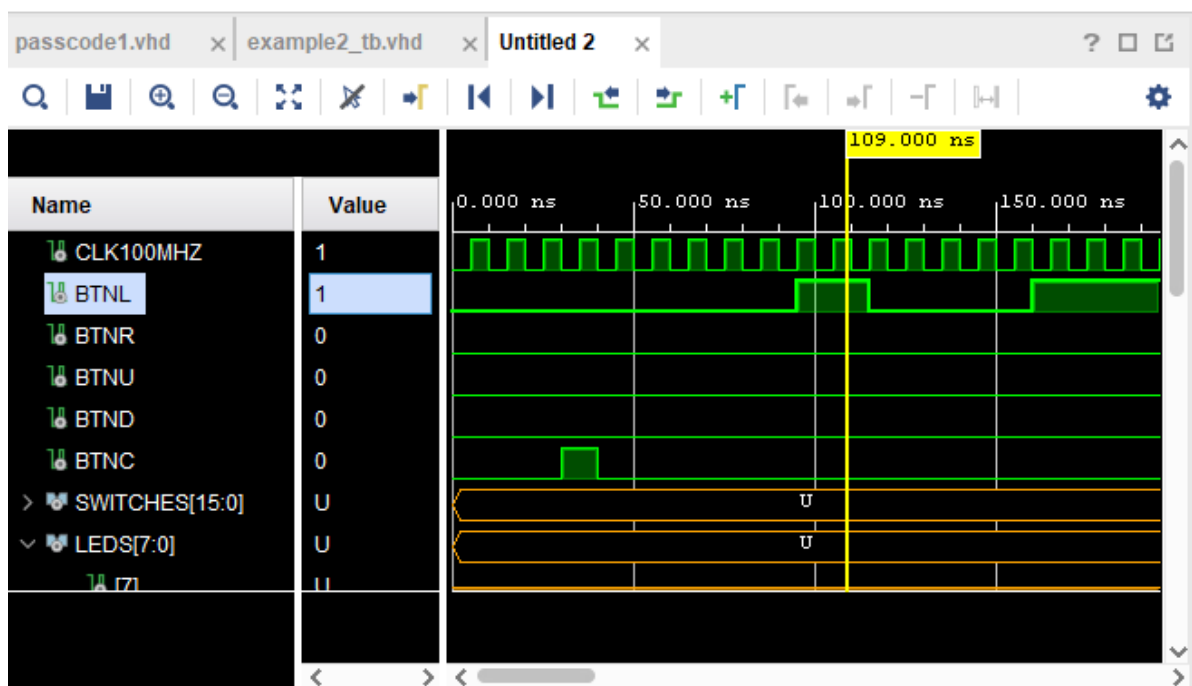 passcode1.vhd × example2_tb.vhd × Untitled 2 × ?
109.000 ns
Name Value 0.000 ns 50.000 ns 100.000 ns 150.000 ns
CLK100MHZ 1
BTNL 1
BTNR 0
BTNU 0
BTND 0
BTNC 0
SWITCHES[15:0] U U
LEDS[7:0] U U
[7] U